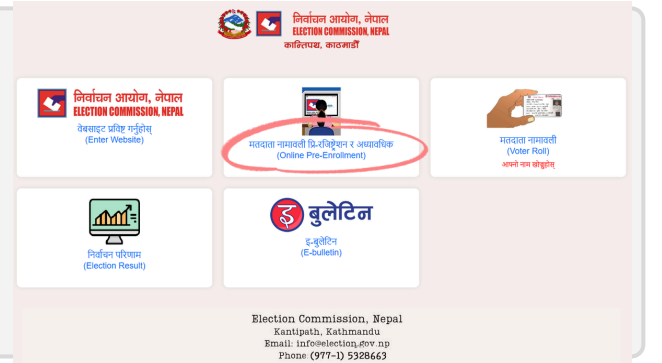 निर्वाचन आयोग, नेपाल
ELECTION COMMISSION, NEPAL
कान्तिपथ, काठमाडौँ
निर्वाचन आयोग, नेपाल
ELECTION COMMISSION, NEPAL
वेबसाइट प्रविष्ट गर्नुहोस्
(Enter Website)
मतदाता नामावली प्रि-रजिष्ट्रेशन र अध्यावधिक
(Online Pre-Enrollment)
मतदाता नामावली
(Voter Roll)
आफ्नो नाम खोज्नुहोस्
निर्वाचन परिणाम
(Election Result)
इ बुलेटिन
इ-बुलेटिन
(E-bulletin)
Election Commission, Nepal
Kantipath, Kathmandu
Email: info@election.gov.np
Phone (977-1) 5328663